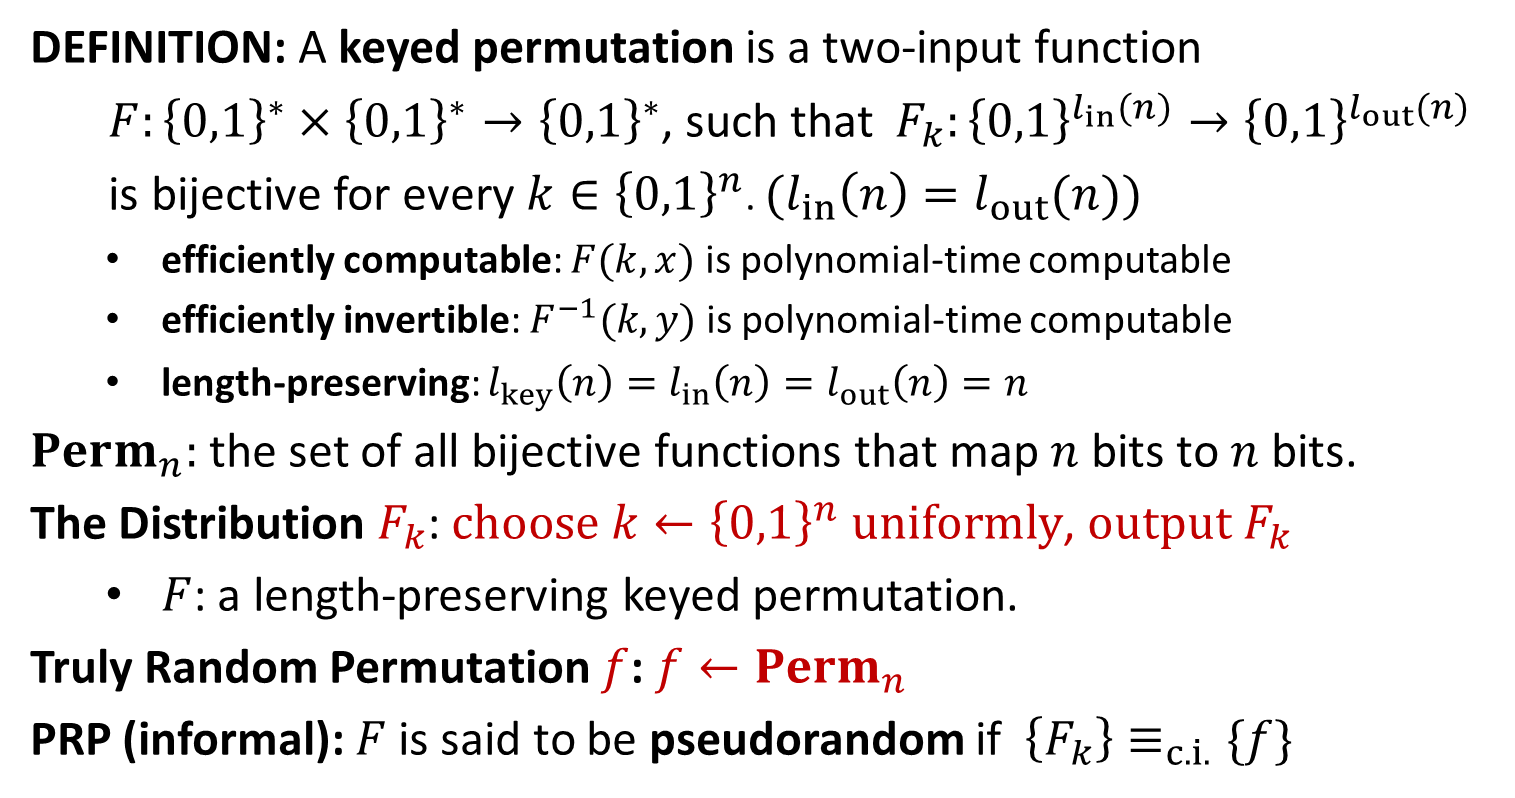 DEFINITION: A keyed permutation is a two-input function
F: {0,1}* × {0,1}* → {0,1}*, such that F_k: {0,1}^{l_in(n)} → {0,1}^{l_out(n)}
is bijective for every k ∈ {0,1}^n. (l_in(n) = l_out(n))
• efficiently computable: F(k, x) is polynomial-time computable
• efficiently invertible: F^{−1}(k, y) is polynomial-time computable
• length-preserving: l_key(n) = l_in(n) = l_out(n) = n
Perm_n: the set of all bijective functions that map n bits to n bits.
The Distribution F_k: choose k ← {0,1}^n uniformly, output F_k
• F: a length-preserving keyed permutation.
Truly Random Permutation f: f ← Perm_n
PRP (informal): F is said to be pseudorandom if {F_k} ≡_{c.i.} {f}